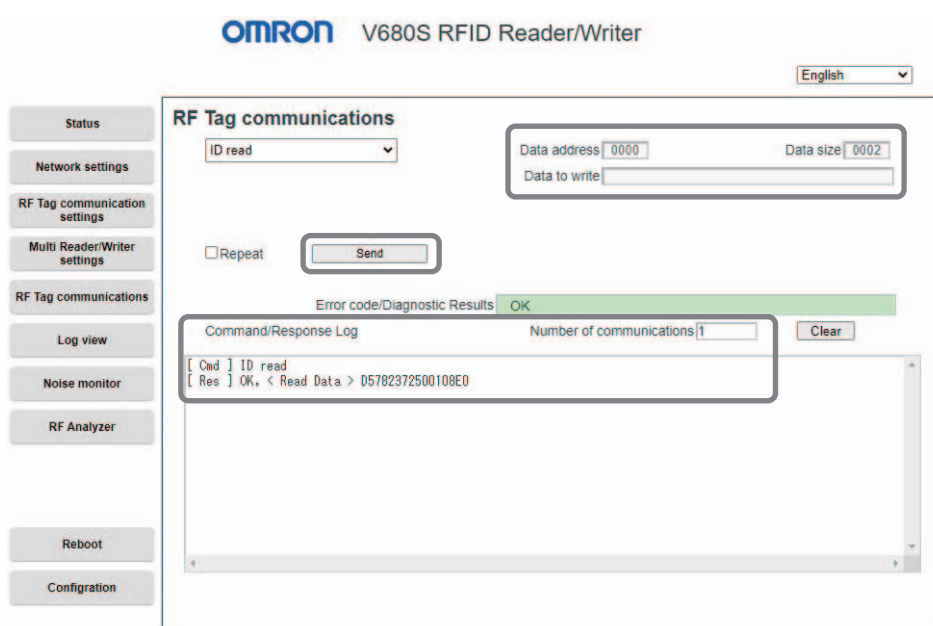 OMRON V680S RFID Reader/Writer
English
Status
Network settings
RF Tag communication
settings
Multi Reader/Writer
settings
RF Tag communications
Log view
Noise monitor
RF Analyzer
Reboot
Configration
RF Tag communications
ID read
Data address 0000 Data size 0002
Data to write
Repeat Send
Error code/Diagnostic Results OK
Command/Response Log Number of communications 1 Clear
[ Cmd ] ID read
[ Res ] OK, < Read Data > D5782372500108E0